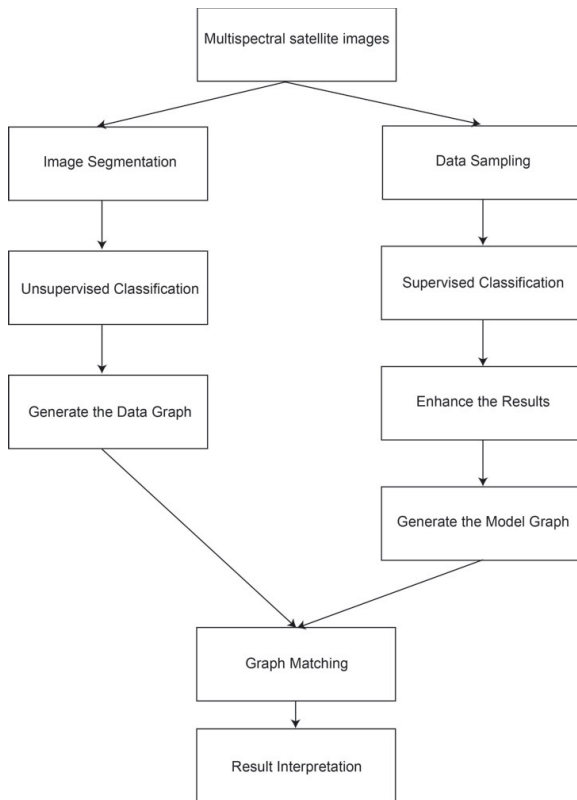 Multispectral satellite images
Image Segmentation
Data Sampling
Unsupervised Classification
Supervised Classification
Generate the Data Graph
Enhance the Results
Generate the Model Graph
Graph Matching
Result Interpretation